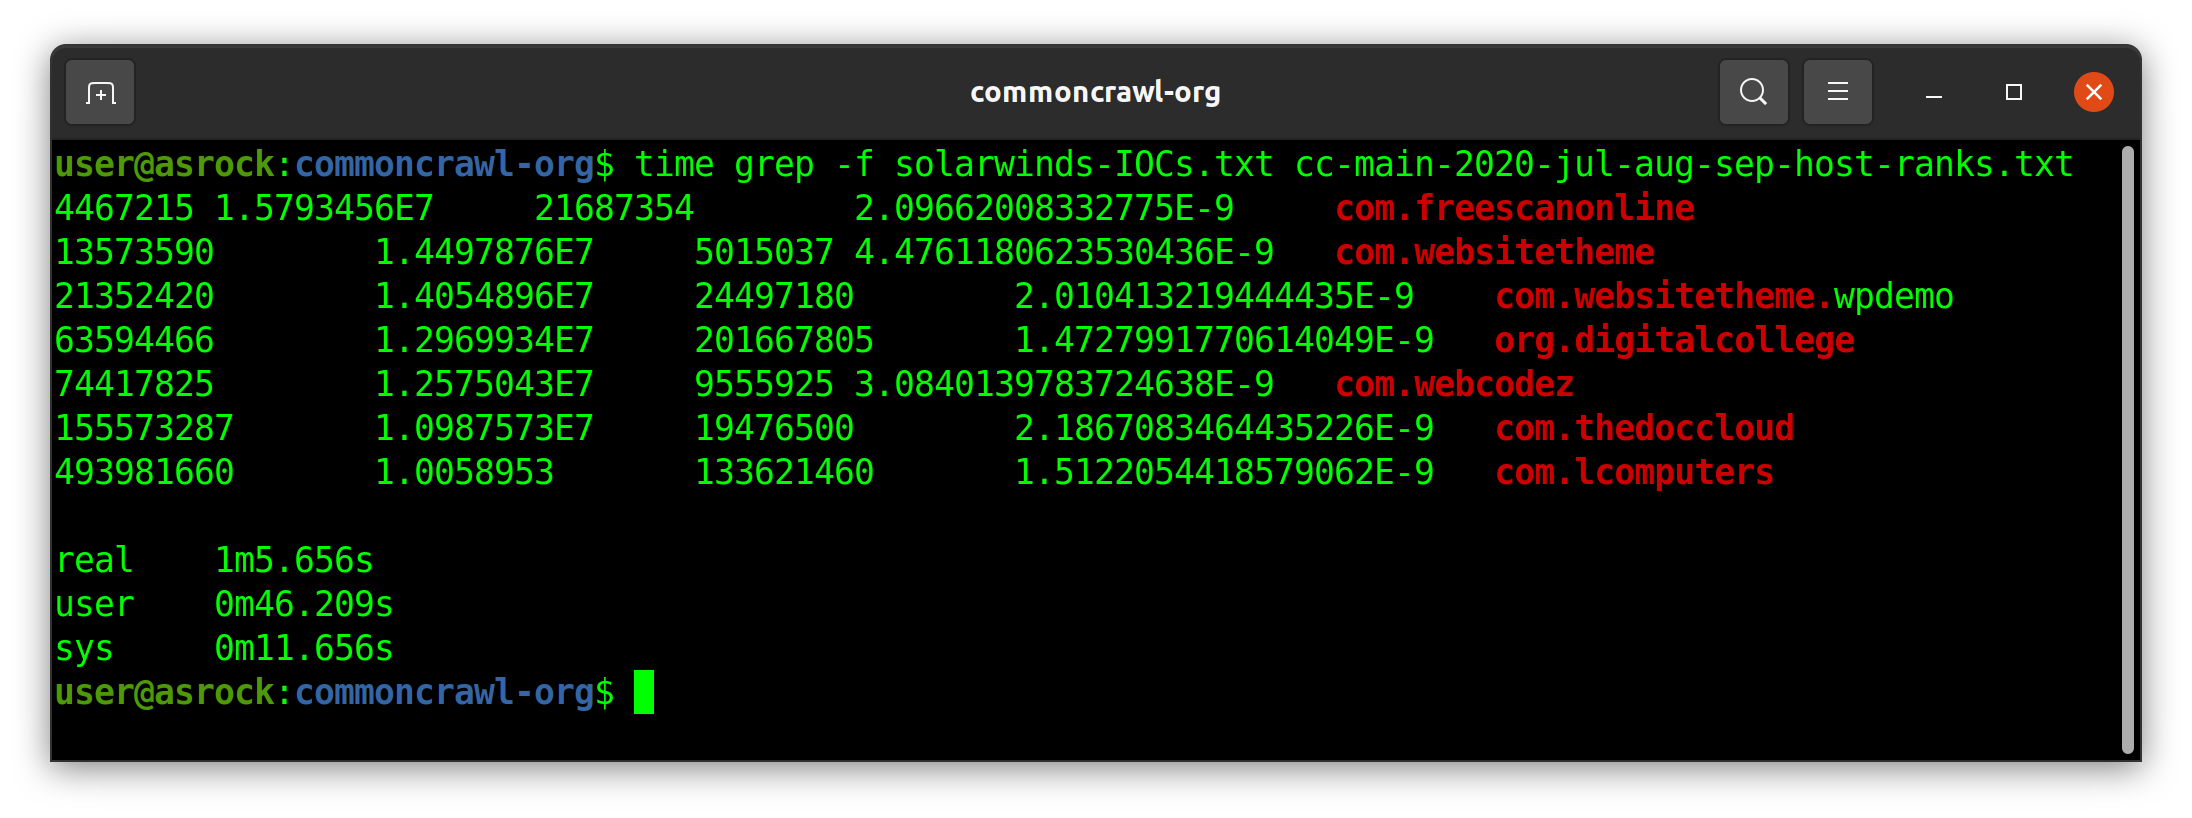 commoncrawl-org
user@asrock:commoncrawl-org$ time grep -f solarwinds-IOCs.txt cc-main-2020-jul-aug-sep-host-ranks.txt
4467215 1.5793456E7 21687354 2.09662008332775E-9 com.freescanonline
13573590 1.4497876E7 5015037 4.4761180623530436E-9 com.websitetheme
21352420 1.4054896E7 24497180 2.010413219444435E-9 com.websitetheme.wpdemo
63594466 1.2969934E7 201667805 1.4727991770614049E-9 org.digitalcollege
74417825 1.2575043E7 9555925 3.0840139783724638E-9 com.webcodez
155573287 1.0987573E7 19476500 2.1867083464435226E-9 com.thedoccloud
493981660 1.0058953 133621460 1.5122054418579062E-9 com.lcomputers
real 1m5.656s
user 0m46.209s
sys 0m11.656s
user@asrock:commoncrawl-org$